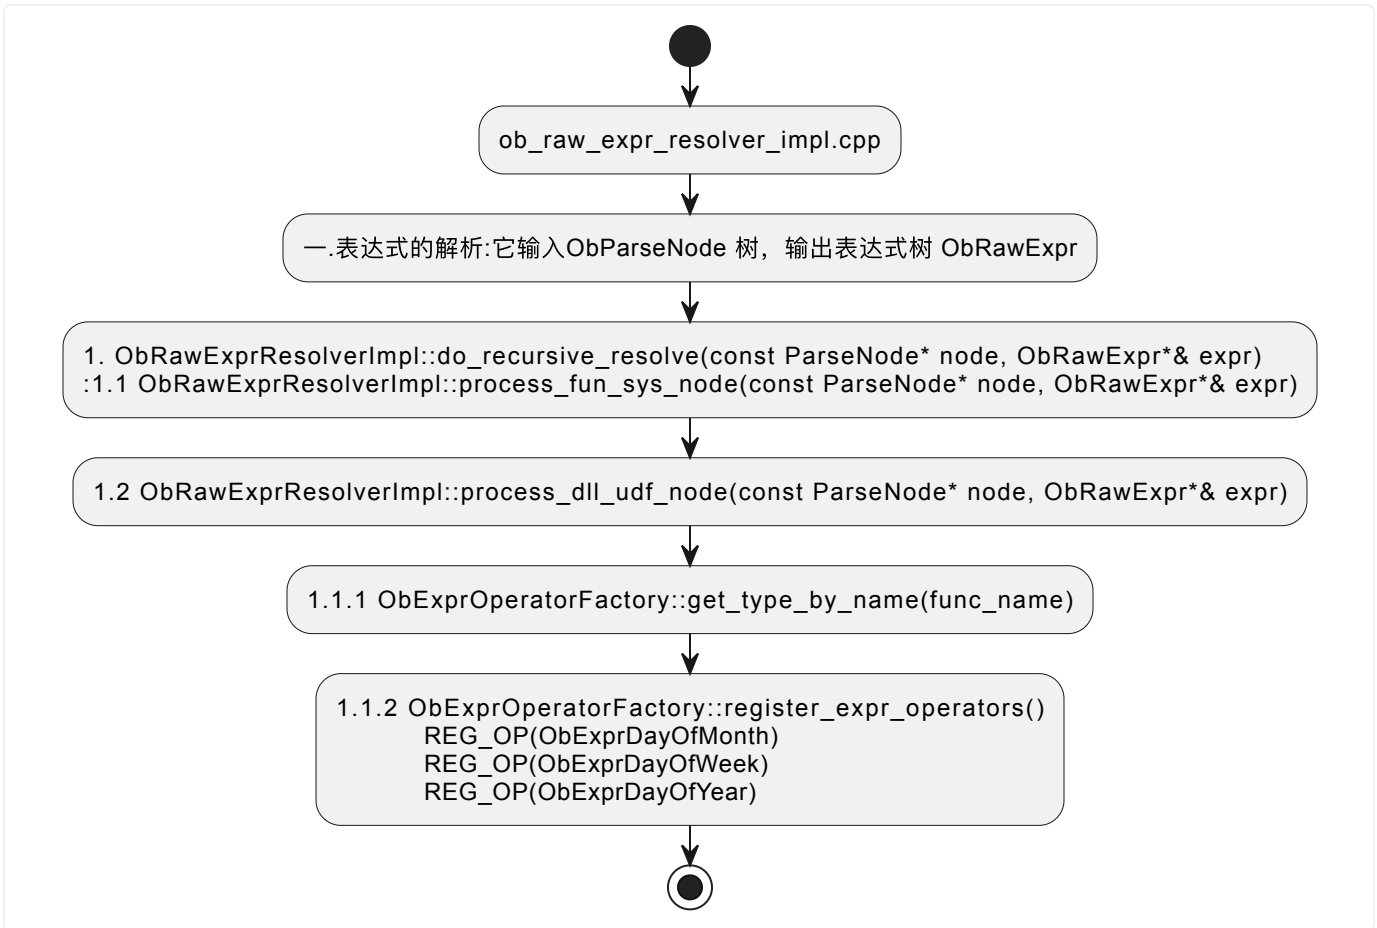 ob_raw_expr_resolver_impl.cpp
一.表达式的解析:它输入ObParseNode 树，输出表达式树 ObRawExpr
1. ObRawExprResolverImpl::do_recursive_resolve(const ParseNode* node, ObRawExpr*& expr)
:1.1 ObRawExprResolverImpl::process_fun_sys_node(const ParseNode* node, ObRawExpr*& expr)
1.2 ObRawExprResolverImpl::process_dll_udf_node(const ParseNode* node, ObRawExpr*& expr)
1.1.1 ObExprOperatorFactory::get_type_by_name(func_name)
1.1.2 ObExprOperatorFactory::register_expr_operators()
REG_OP(ObExprDayOfMonth)
REG_OP(ObExprDayOfWeek)
REG_OP(ObExprDayOfYear)